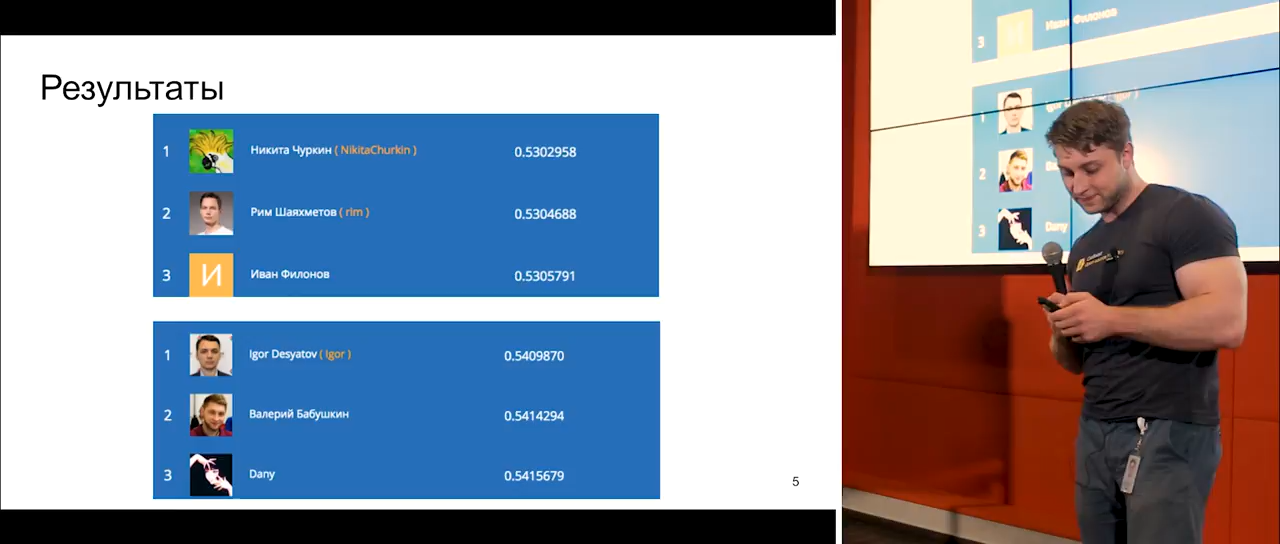 Результаты
1 Никита Чуркин ( NikitaChurkin ) 0.5302958
2 Рим Шаяхметов ( rim ) 0.5304688
И
3 Иван Филонов 0.5305791
1 Igor Desyatov ( Igor ) 0.5409870
2 Валерий Бабушкин 0.5414294
3 Dany 0.5415679
5
3 И Иван Филонов
1
2
3 Dany